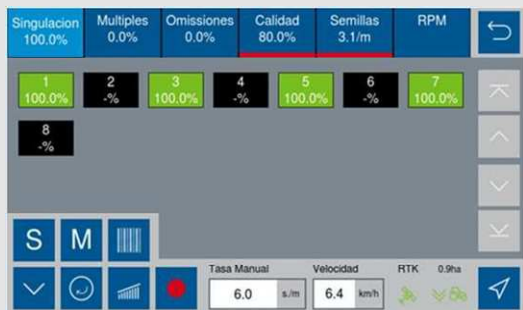 Singulacion Multiples Omisiones Calidad Semillas RPM
100.0% 0.0% 0.0% 80.0% 3.1/m
1 2 3 4 5 6 7
100.0% -% 100.0% -% 100.0% -% 100.0%
8
-%
S M
Tasa Manual Velocidad RTK 0.9ha
6.0 s./m 6.4 km/h